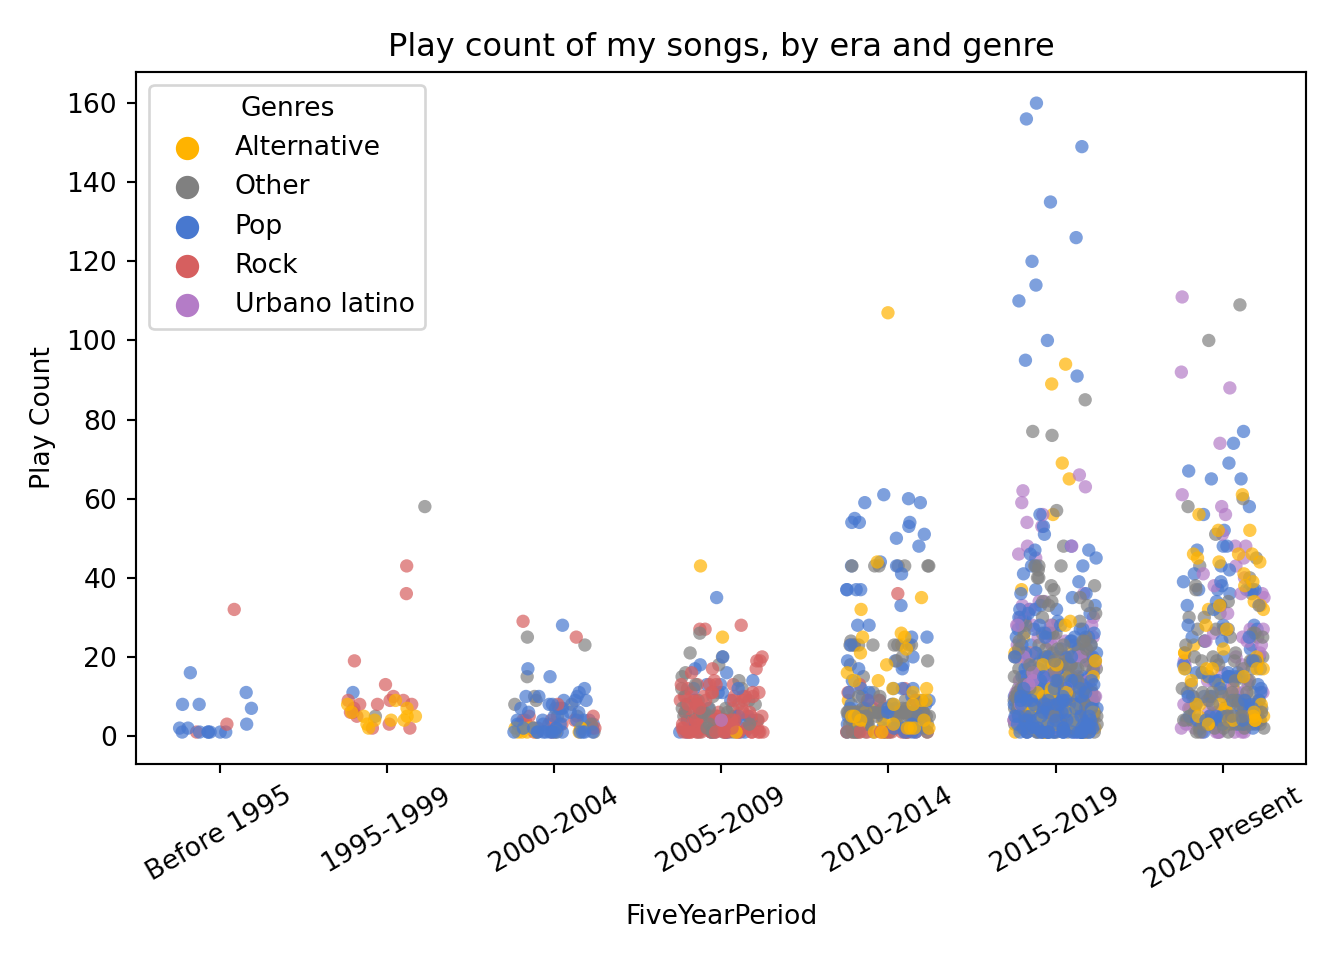 Play count of my songs, by era and genre
Genres
Alternative
Other
Pop
Rock
Urbano latino
Play Count
160
140
120
100
80
60
40
20
0
Before 1995
1995-1999
2000-2004
2005-2009
2010-2014
2015-2019
2020-Present
FiveYearPeriod